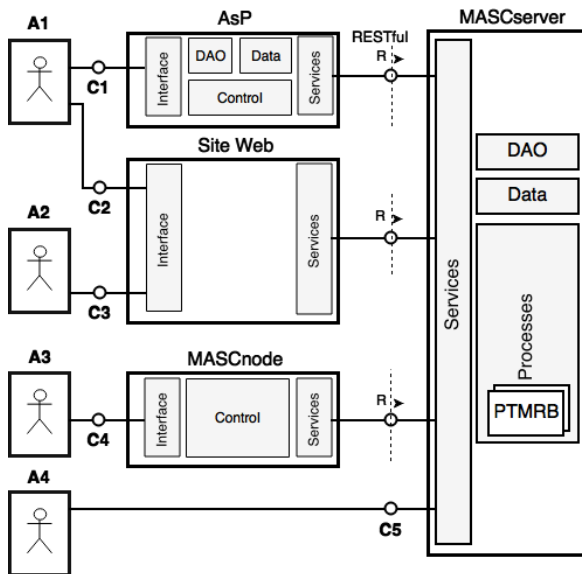 AsP
MASCserver
A1
RESTful
R
DAO
Data
Interface
Services
Control
C1
Site Web
DAO
A2
C2
Data
R
Interface
Services
Services
C3
Processes
A3
MASCnode
R
Interface
Control
Services
PTMRB
C4
A4
C5